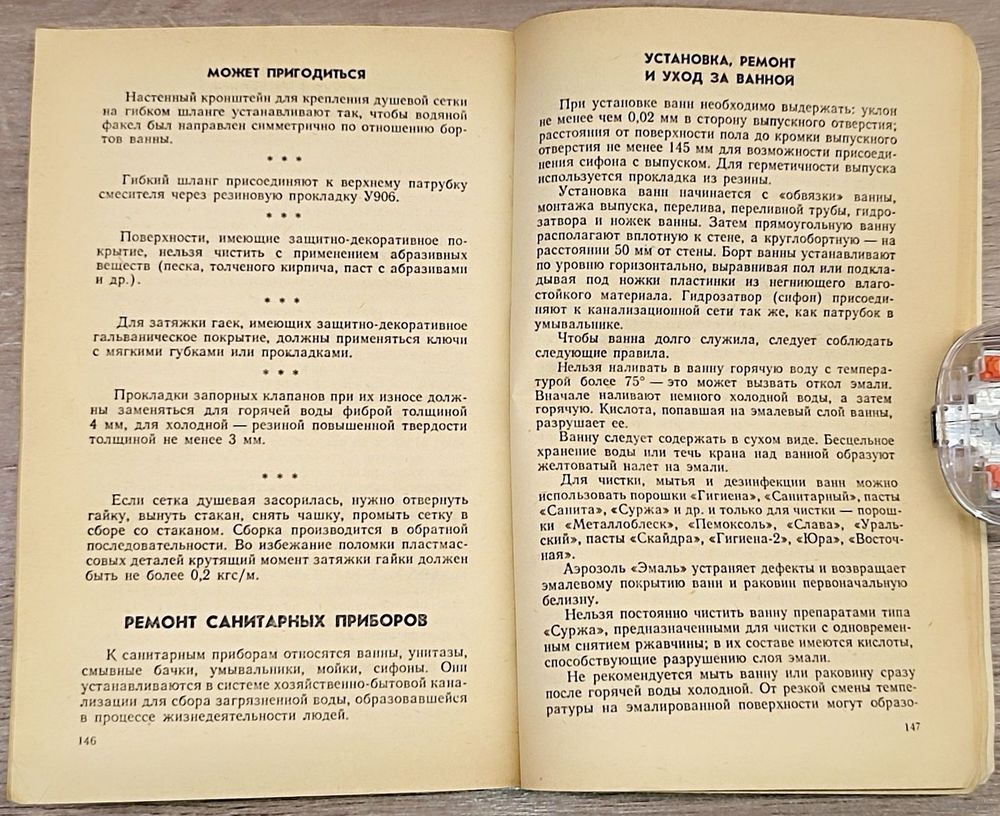 МОЖЕТ ПРИГОДИТЬСЯ
Настенный кронштейн для крепления душевой сетки
на гибком шланге устанавливают так, чтобы водяной
факел был направлен симметрично по отношению бор-
тов ванны.
* * *
Гибкий шланг присоединяют к верхнему патрубку
смесителя через резиновую прокладку У906.
* * *
Поверхности, имеющие защитно-декоративное по-
крытие, нельзя чистить с применением абразивных
веществ (песка, толченого кирпича, паст с абразивами
и др.).
* * *
Для затяжки гаек, имеющих защитно-декоративное
гальваническое покрытие, должны применяться ключи
с мягкими губками или прокладками.
* * *
Прокладки запорных клапанов при их износе долж-
ны заменяться для горячей воды фиброй толщиной
4 мм, для холодной — резиной повышенной твердости
толщиной не менее 3 мм.
* * *
Если сетка душевая засорилась, нужно отвернуть
гайку, вынуть стакан, снять чашку, промыть сетку в
сборе со стаканом. Сборка производится в обратной
последовательности. Во избежание поломки пластмас-
совых деталей крутящий момент затяжки гайки должен
быть не более 0,2 кгс/м.
РЕМОНТ САНИТАРНЫХ ПРИБОРОВ
К санитарным приборам относятся ванны, унитазы,
смывные бачки, умывальники, мойки, сифоны. Они
устанавливаются в системе хозяйственно-бытовой кана-
лизации для сбора загрязненной воды, образовавшейся
в процессе жизнедеятельности людей.
146
УСТАНОВКА, РЕМОНТ
И УХОД ЗА ВАННОЙ
При установке ванн необходимо выдержать: уклон
не менее чем 0,02 мм в сторону выпускного отверстия;
расстояния от поверхности пола до кромки выпускного
отверстия не менее 145 мм для возможности присоеди-
нения сифона с выпуском. Для герметичности выпуска
используется прокладка из резины.
Установка ванн начинается с «обвязки» ванны,
монтажа выпуска, перелива, переливной трубы, гидро-
затвора и ножек ванны. Затем прямоугольную ванну
располагают вплотную к стене, а круглобортную — на
расстоянии 50 мм от стены. Борт ванны устанавливают
по уровню горизонтально, выравнивая пол или подкла-
дывая под ножки пластинки из негниющего влаго-
стойкого материала. Гидрозатвор (сифон) присоеди-
няют к канализационной сети так же, как патрубок в
умывальнике.
Чтобы ванна долго служила, следует соблюдать
следующие правила.
Нельзя наливать в ванну горячую воду с темпера-
турой более 75° — это может вызвать откол эмали.
Вначале наливают немного холодной воды, а затем
горячую. Кислота, попавшая на эмалевый слой ванны,
разрушает ее.
Ванну следует содержать в сухом виде. Бесцельное
хранение воды или течь крана над ванной образуют
желтоватый налет на эмали.
Для чистки, мытья и дезинфекции ванн можно
использовать порошки «Гигиена», «Санитарный», пасты
«Санита», «Суржа» и др. и только для чистки — порош-
ки «Металлоблеск», «Пемоксоль», «Слава», «Ураль-
ский», пасты «Скайдра», «Гигиена-2», «Юра», «Восточ-
ная».
Аэрозоль «Эмаль» устраняет дефекты и возвращает
эмалевому покрытию ванн и раковин первоначальную
белизну.
Нельзя постоянно чистить ванну препаратами типа
«Суржа», предназначенными для чистки с одновремен-
ным снятием ржавчины; в их составе имеются кислоты,
способствующие разрушению слоя эмали.
Не рекомендуется мыть ванну или раковину сразу
после горячей воды холодной. От резкой смены темпе-
ратуры на эмалированной поверхности могут образо-
147